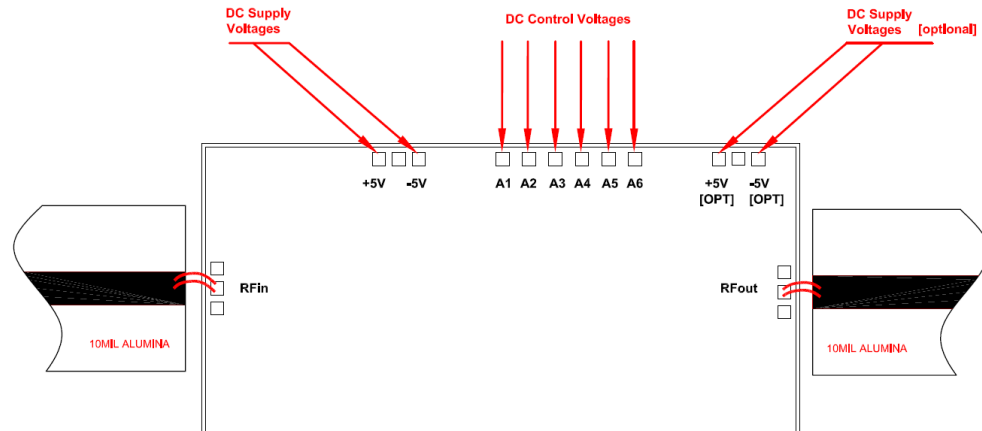 DC Supply
Voltages
DC Control Voltages
DC Supply
Voltages [optional]
+5V -5V A1 A2 A3 A4 A5 A6 +5V -5V
[OPT] [OPT]
RFin RFout
10MIL ALUMINA 10MIL ALUMINA